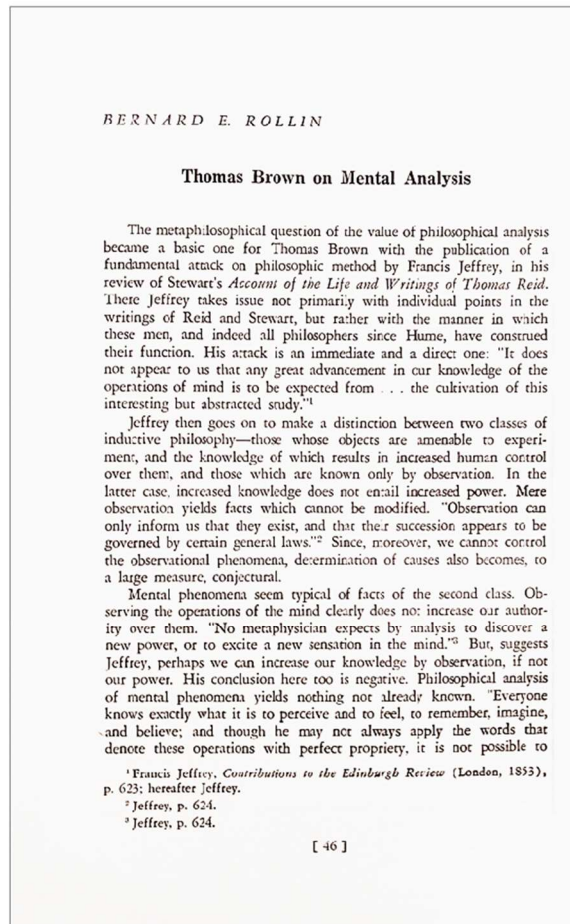 BERNARD E. ROLLIN
Thomas Brown on Mental Analysis
The metaphilosophical question of the value of philosophical analysis
became a basic one for Thomas Brown with the publication of a
fundamental attack on philosophic method by Francis Jeffrey, in his
review of Stewart's Account of the Life and Writings of Thomas Reid.
There Jeffrey takes issue not primarily with individual points in the
writings of Reid and Stewart, but rather with the manner in which
these men, and indeed all philosophers since Hume, have construed
their function. His attack is an immediate and a direct one: "It does
not appear to us that any great advancement in our knowledge of the
operations of mind is to be expected from . . . the cultivation of this
interesting but abstracted study."¹
Jeffrey then goes on to make a distinction between two classes of
inductive philosophy—those whose objects are amenable to experi-
ment, and the knowledge of which results in increased human control
over them, and those which are known only by observation. In the
latter case, increased knowledge does not entail increased power. Mere
observation yields facts which cannot be modified. "Observation can
only inform us that they exist, and that their succession appears to be
governed by certain general laws."² Since, moreover, we cannot control
the observational phenomena, determination of causes also becomes, to
a large measure, conjectural.
Mental phenomena seem typical of facts of the second class. Ob-
serving the operations of the mind clearly does not increase our author-
ity over them. "No metaphysician expects by analysis to discover a
new power, or to excite a new sensation in the mind."³ But, suggests
Jeffrey, perhaps we can increase our knowledge by observation, if not
our power. His conclusion here too is negative. Philosophical analysis
of mental phenomena yields nothing not already known. "Everyone
knows exactly what it is to perceive and to feel, to remember, imagine,
and believe; and though he may not always apply the words that
denote these operations with perfect propriety, it is not possible to
¹ Francis Jeffrey, Contributions to the Edinburgh Review (London, 1853),
p. 623; hereafter Jeffrey.
² Jeffrey, p. 624.
³ Jeffrey, p. 624.
[ 46 ]